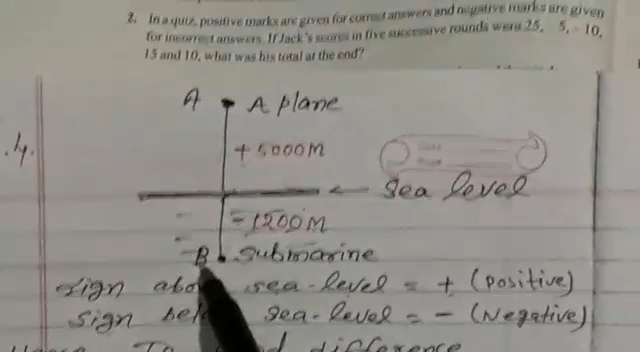 2. In a quiz, positive marks are given for correct answers and negative marks are given
for incorrect answers. If Jack's scores in five successive rounds were 25, 5, - 10,
15 and 10, what was his total at the end?
A A plane
+5000M
.4.
sea level
- 1200M
B submarine
Sign sea-level = + (positive)
Sign sea-level = - (Negative)
To difference